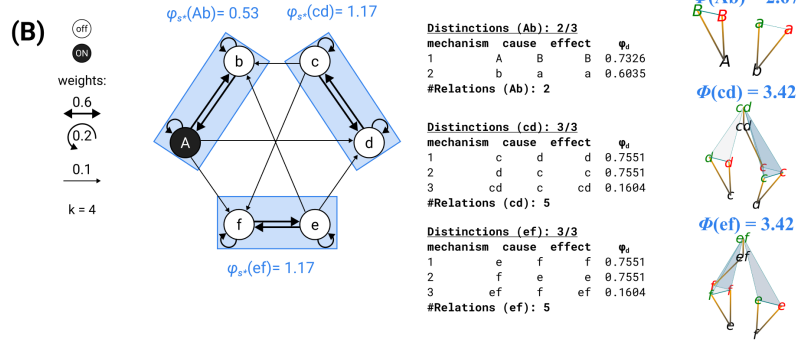 (B)
off
ON
weights:
0.6
0.2
0.1
k = 4
φs*(Ab)= 0.53
φs*(cd)= 1.17
b
c
A
d
f
e
φs*(ef)= 1.17
Distinctions (Ab): 2/3
mechanism cause effect φd
1 A B B 0.7326
2 b a a 0.6035
#Relations (Ab): 2
Distinctions (cd): 3/3
mechanism cause effect φd
1 c d d 0.7551
2 d c c 0.7551
3 cd c cd 0.1604
#Relations (cd): 5
Distinctions (ef): 3/3
mechanism cause effect φd
1 e f f 0.7551
2 f e e 0.7551
3 ef f ef 0.1604
#Relations (ef): 5
B B a a
A b
Φ(cd) = 3.42
cd
cd
d d c c
c d
Φ(ef) = 3.42
ef
ef
f f e e
e f